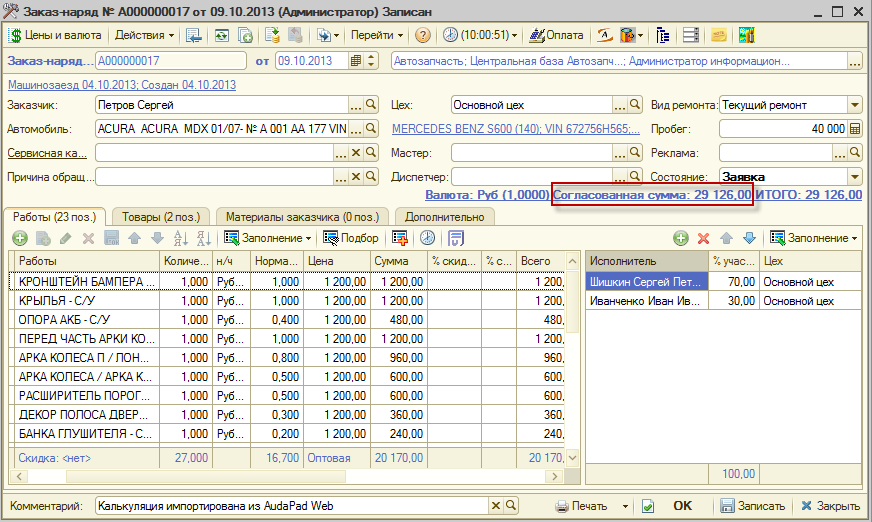 Заказ-наряд № А000000017 от 09.10.2013 (Администратор) Записан
Цены и валюта Действия Перейти (10:00:51) Оплата
Заказ-наряд... А000000017 от 09.10.2013 Автозапчасть; Центральная база Автозапч...; Администратор информацион...
Машинозаезд 04.10.2013; Создан 04.10.2013
Заказчик: Петров Сергей Цех: Основной цех Вид ремонта: Текущий ремонт
Автомобиль: ACURA ACURA MDX 01/07- № А 001 АА 177 VIN MERCEDES BENZ S600 (140); VIN 672756H565;... Пробег: 40 000
Сервисная ка... Мастер: Реклама:
Причина обращ... Диспетчер: Состояние: Заявка
Валюта: Руб (1,0000) Согласованная сумма: 29 126,00 ИТОГО: 29 126,00
Работы (23 поз.) Товары (2 поз.) Материалы заказчика (0 поз.) Дополнительно
Заполнение Подбор Заполнение
Работы Количе... н/ч Норма... Цена Сумма % скид... % с... Всего Исполнитель % учас... Цех
КРОНШТЕЙН БАМПЕРА ... 1,000 Руб... 1,000 1 200,00 1 200,00 1 200, Шишкин Сергей Пет... 70,00 Основной цех
КРЫЛЬЯ - С/У 1,000 Руб... 1,000 1 200,00 1 200,00 1 200, Иванченко Иван Ив... 30,00 Основной цех
ОПОРА АКБ - С/У 1,000 Руб... 0,400 1 200,00 480,00 480,
ПЕРЕД ЧАСТЬ АРКИ КО... 1,000 Руб... 1,000 1 200,00 1 200,00 1 200,
АРКА КОЛЕСА П / ЛОН... 1,000 Руб... 0,800 1 200,00 960,00 960,
АРКА КОЛЕСА / АРКА К... 1,000 Руб... 0,500 1 200,00 600,00 600,
РАСШИРИТЕЛЬ ПОРОГ... 1,000 Руб... 0,500 1 200,00 600,00 600,
ДЕКОР ПОЛОСА ДВЕР... 1,000 Руб... 0,300 1 200,00 360,00 360,
БАНКА ГЛУШИТЕЛЯ - С... 1,000 Руб... 0,200 1 200,00 240,00 240,
Скидка: <нет> 27,000 16,700 Оптовая 20 170,00 20 170,
100,00
Комментарий: Калькуляция импортирована из AudaPad Web Печать OK Записать Закрыть